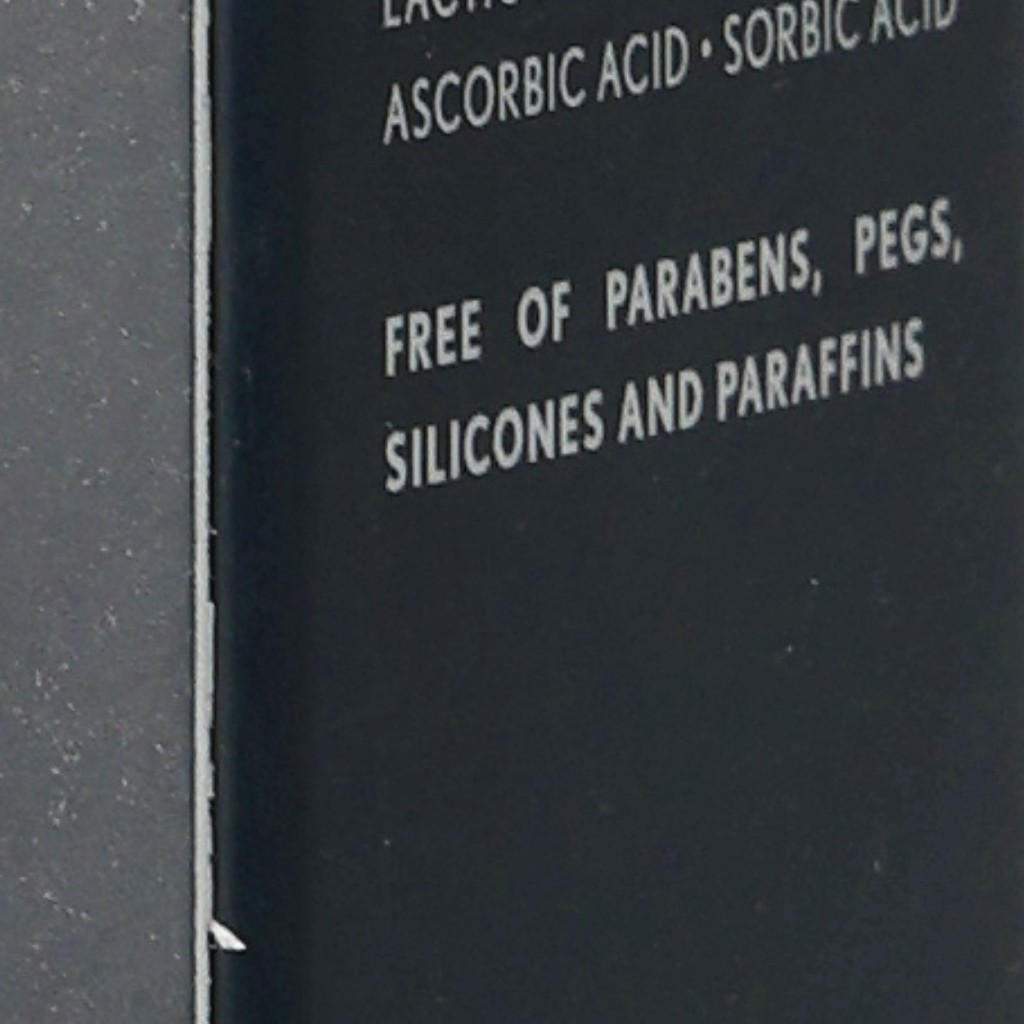 ASCORBIC ACID • SORBIC ACID
FREE OF PARABENS, PEGS,
SILICONES AND PARAFFINS